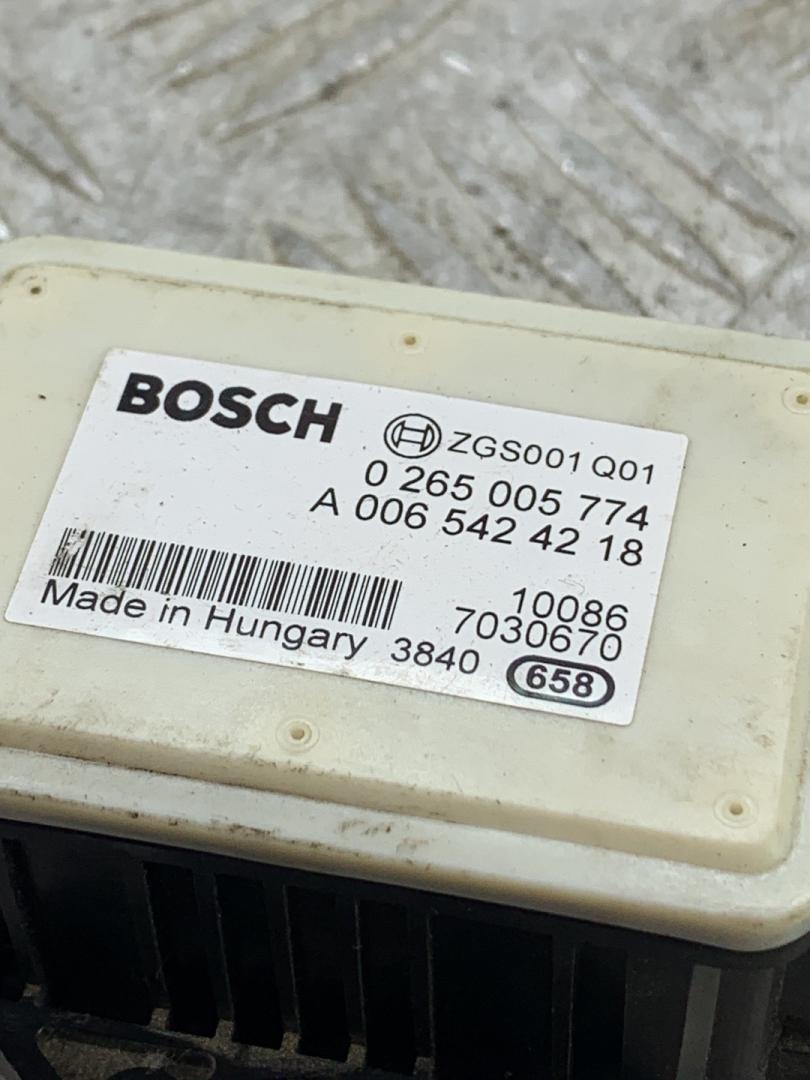 BOSCH
ZGS001 Q01
0 265 005 774
A 006 542 42 18
10086
7030670
Made in Hungary 3840 658